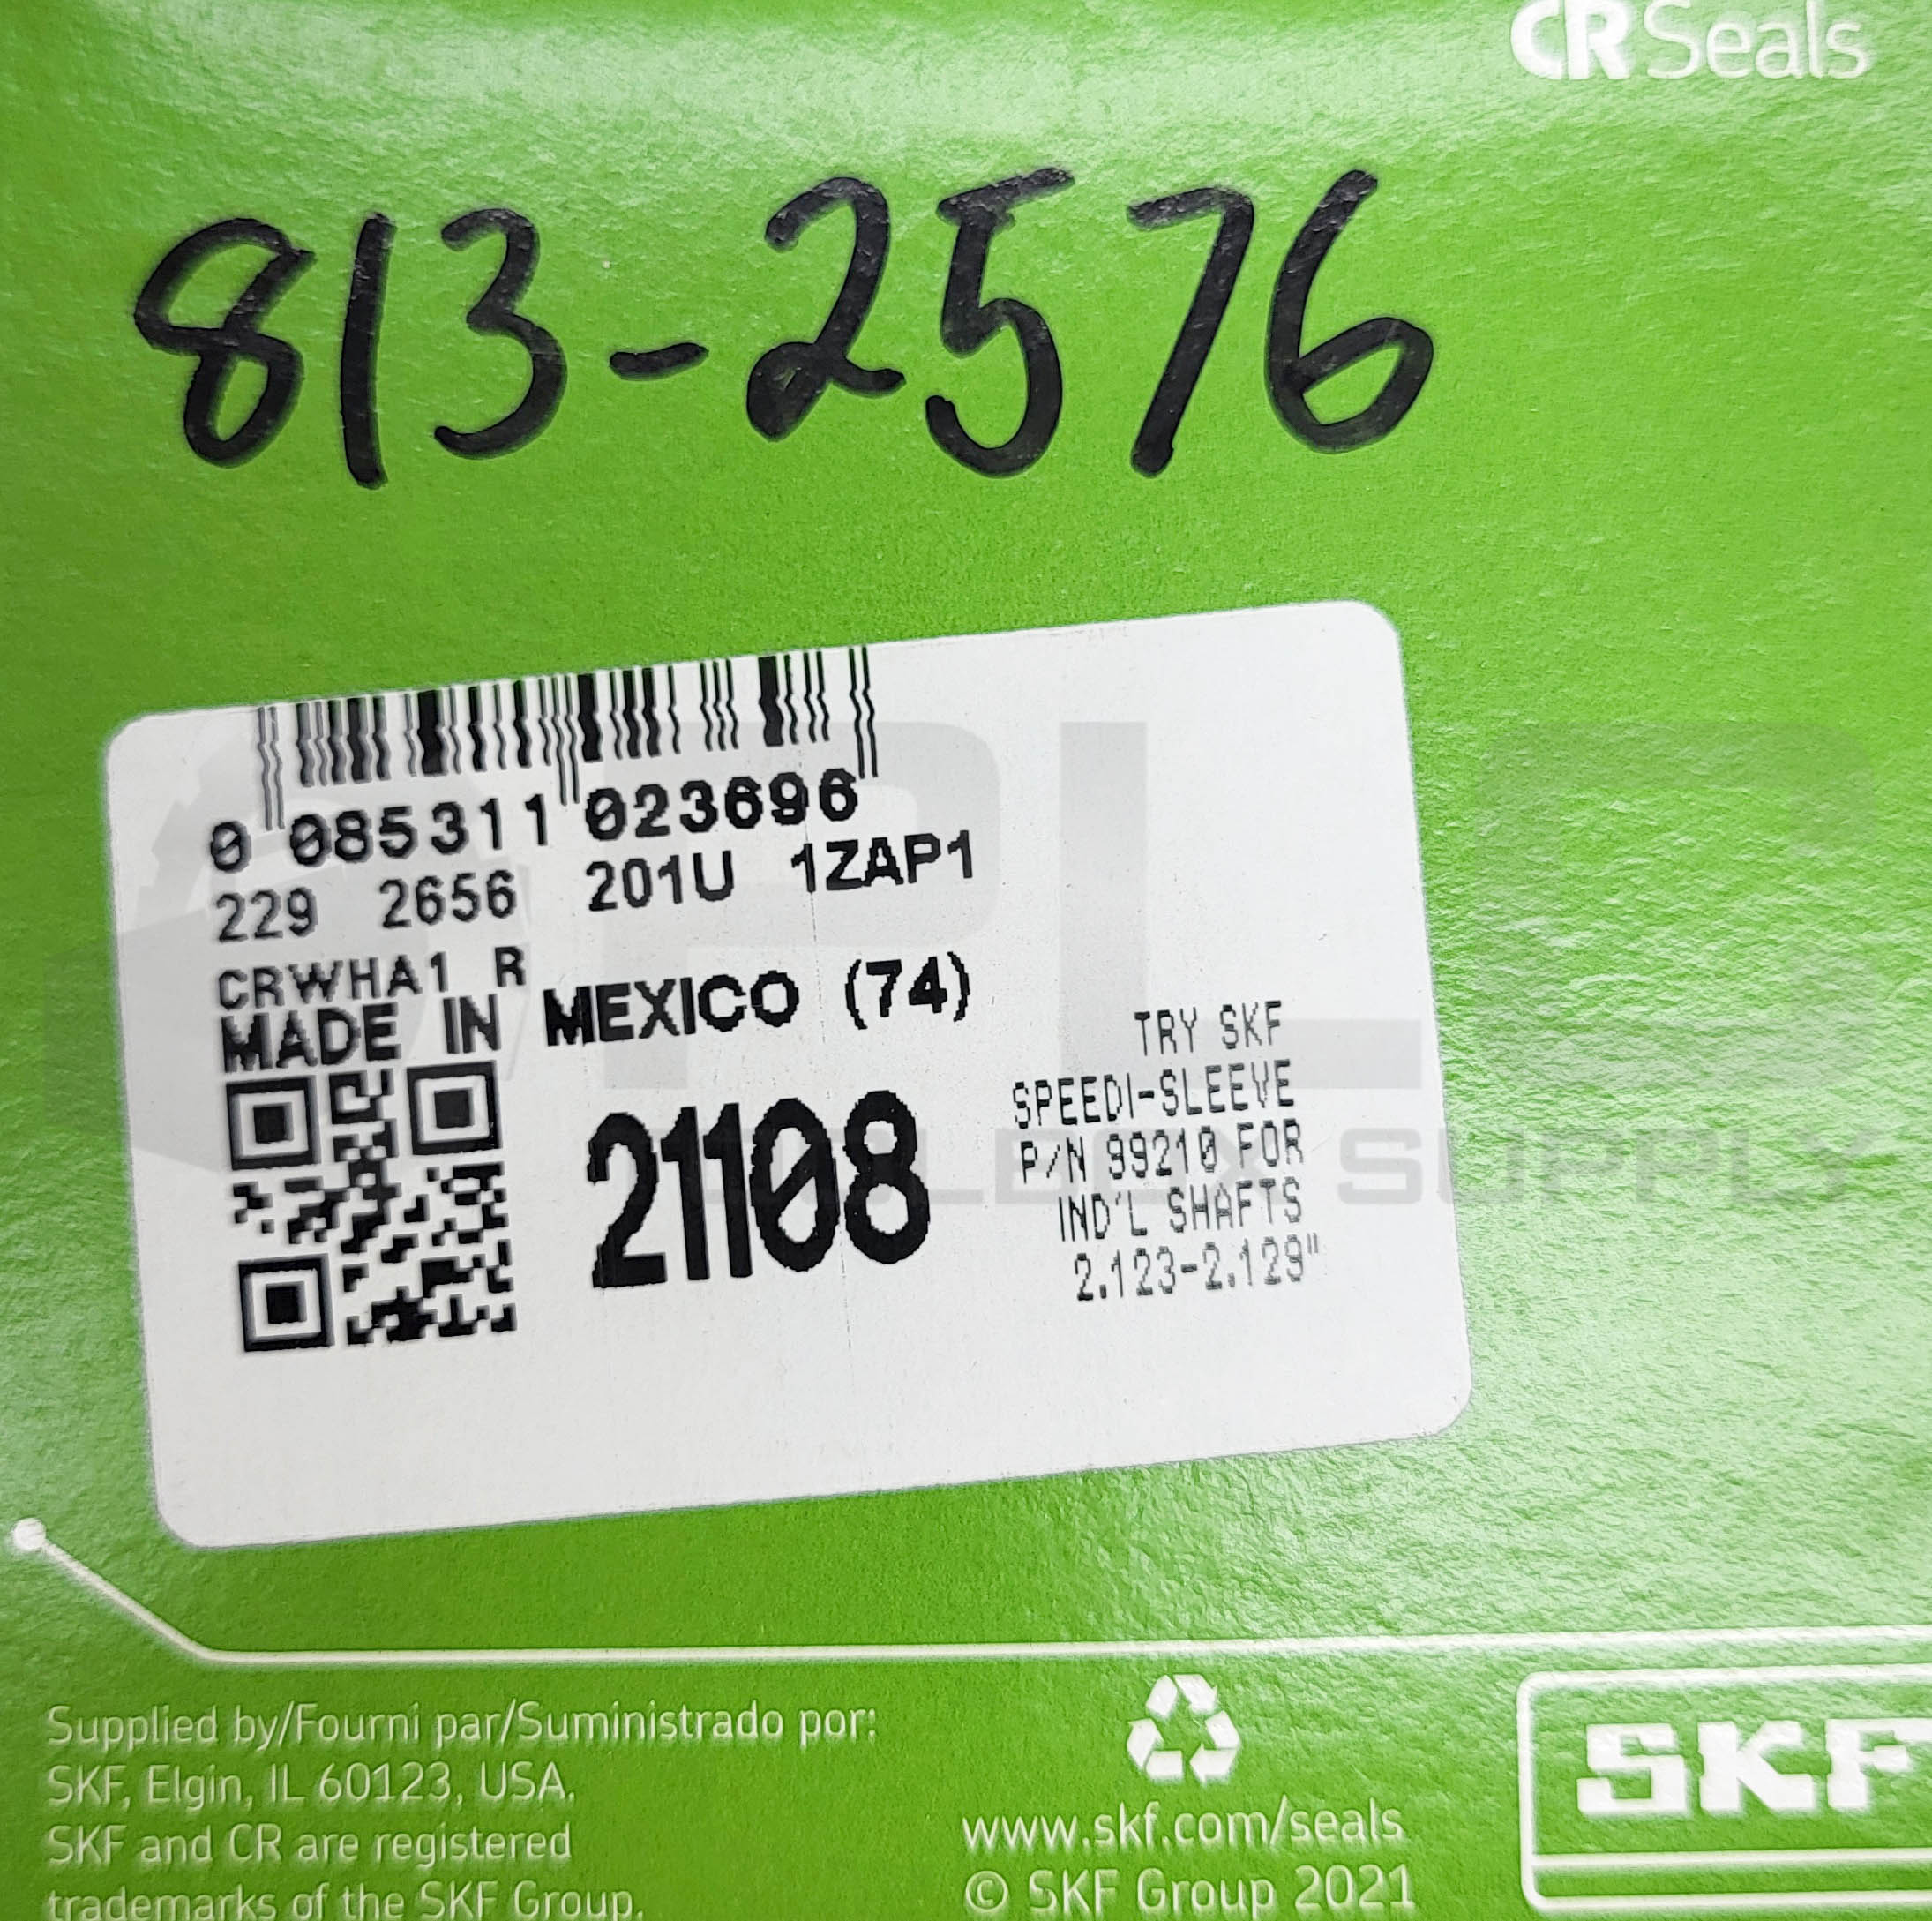 CR Seals
813-2576
0 085311 023696
229 2656 201U 1ZAP1
CRWHA1 R
MADE IN MEXICO (74)
21108
TRY SKF
SPEEDI-SLEEVE
P/N 99210 FOR
IND'L SHAFTS
2.123-2.129"
PLC
TOOLBOX SUPPLY
Supplied by/Fourni par/Suministrado por:
SKF, Elgin, IL 60123, USA.
SKF and CR are registered
trademarks of the SKF Group.
www.skf.com/seals
© SKF Group 2021
SKF